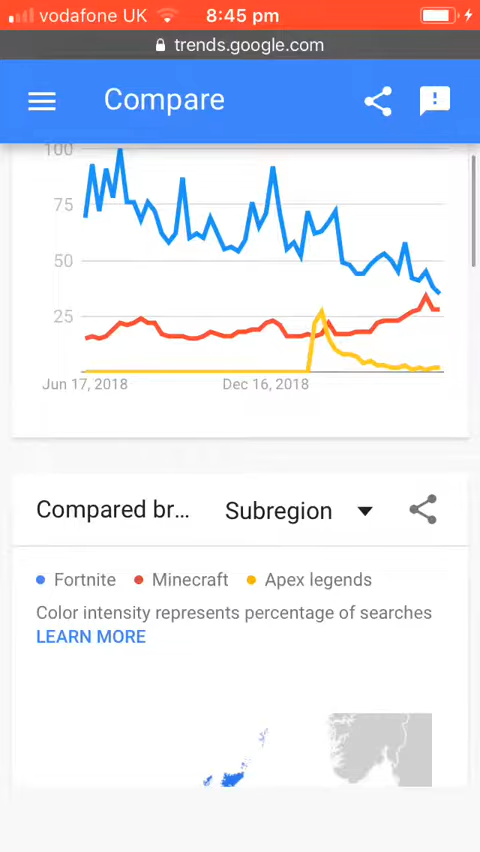 vodafone UK 8:45 pm
trends.google.com
Compare
100
75
50
25
Jun 17, 2018 Dec 16, 2018
Compared br... Subregion
Fortnite Minecraft Apex legends
Color intensity represents percentage of searches
LEARN MORE